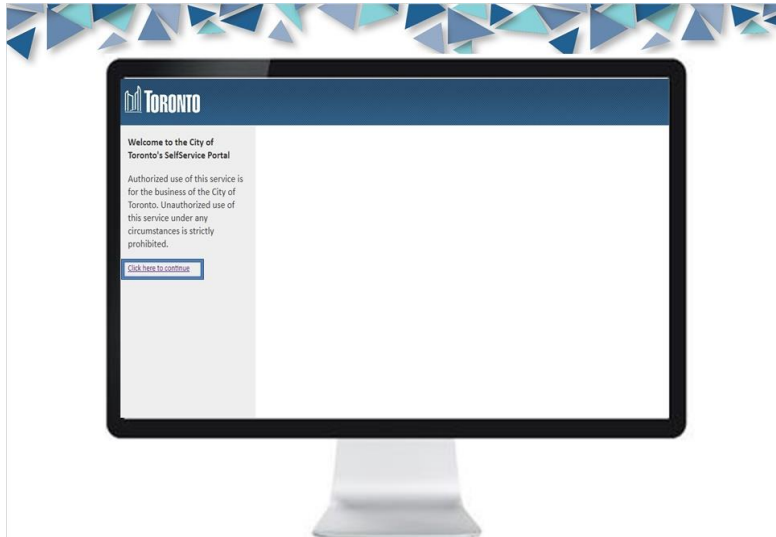 TORONTO
Welcome to the City of
Toronto's SelfService Portal
Authorized use of this service is
for the business of the City of
Toronto. Unauthorized use of
this service under any
circumstances is strictly
prohibited.
Click here to continue